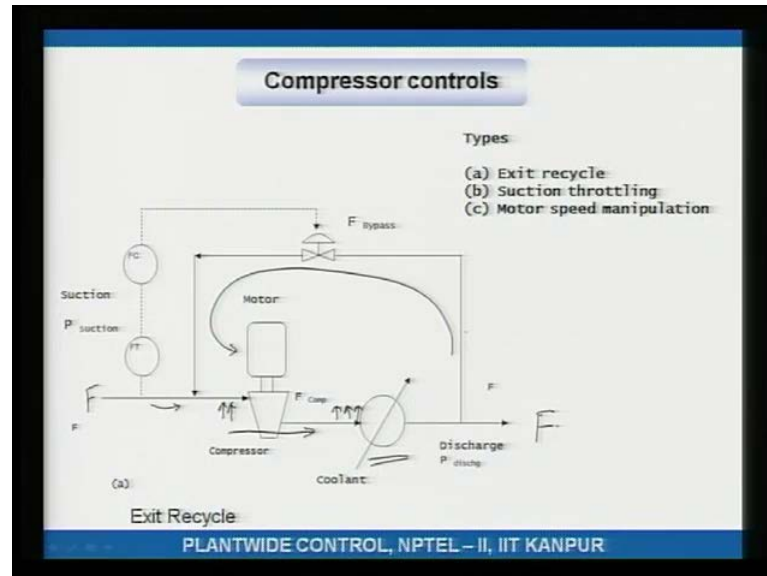 Compressor controls
Types
(a) Exit recycle
(b) Suction throttling
(c) Motor speed manipulation
F Bypass
FC
Suction
Motor
P suction
FT
F
F Comp
F
F
F
Compressor
Discharge
P dischg
(a)
Coolant
Exit Recycle
PLANTWIDE CONTROL, NPTEL – II, IIT KANPUR